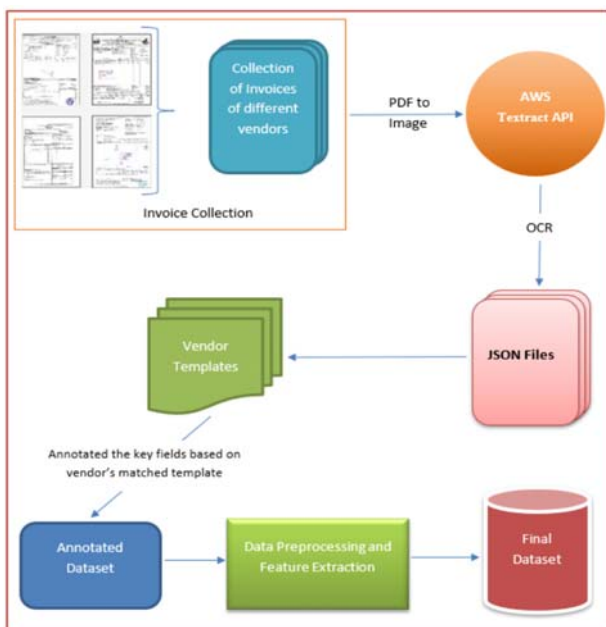 Collection
of Invoices
of different
vendors
Invoice Collection
PDF to
Image
AWS
Textract API
OCR
JSON Files
Vendor
Templates
Annotated the key fields based on
vendor's matched template
Annotated
Dataset
Data Preprocessing and
Feature Extraction
Final
Dataset